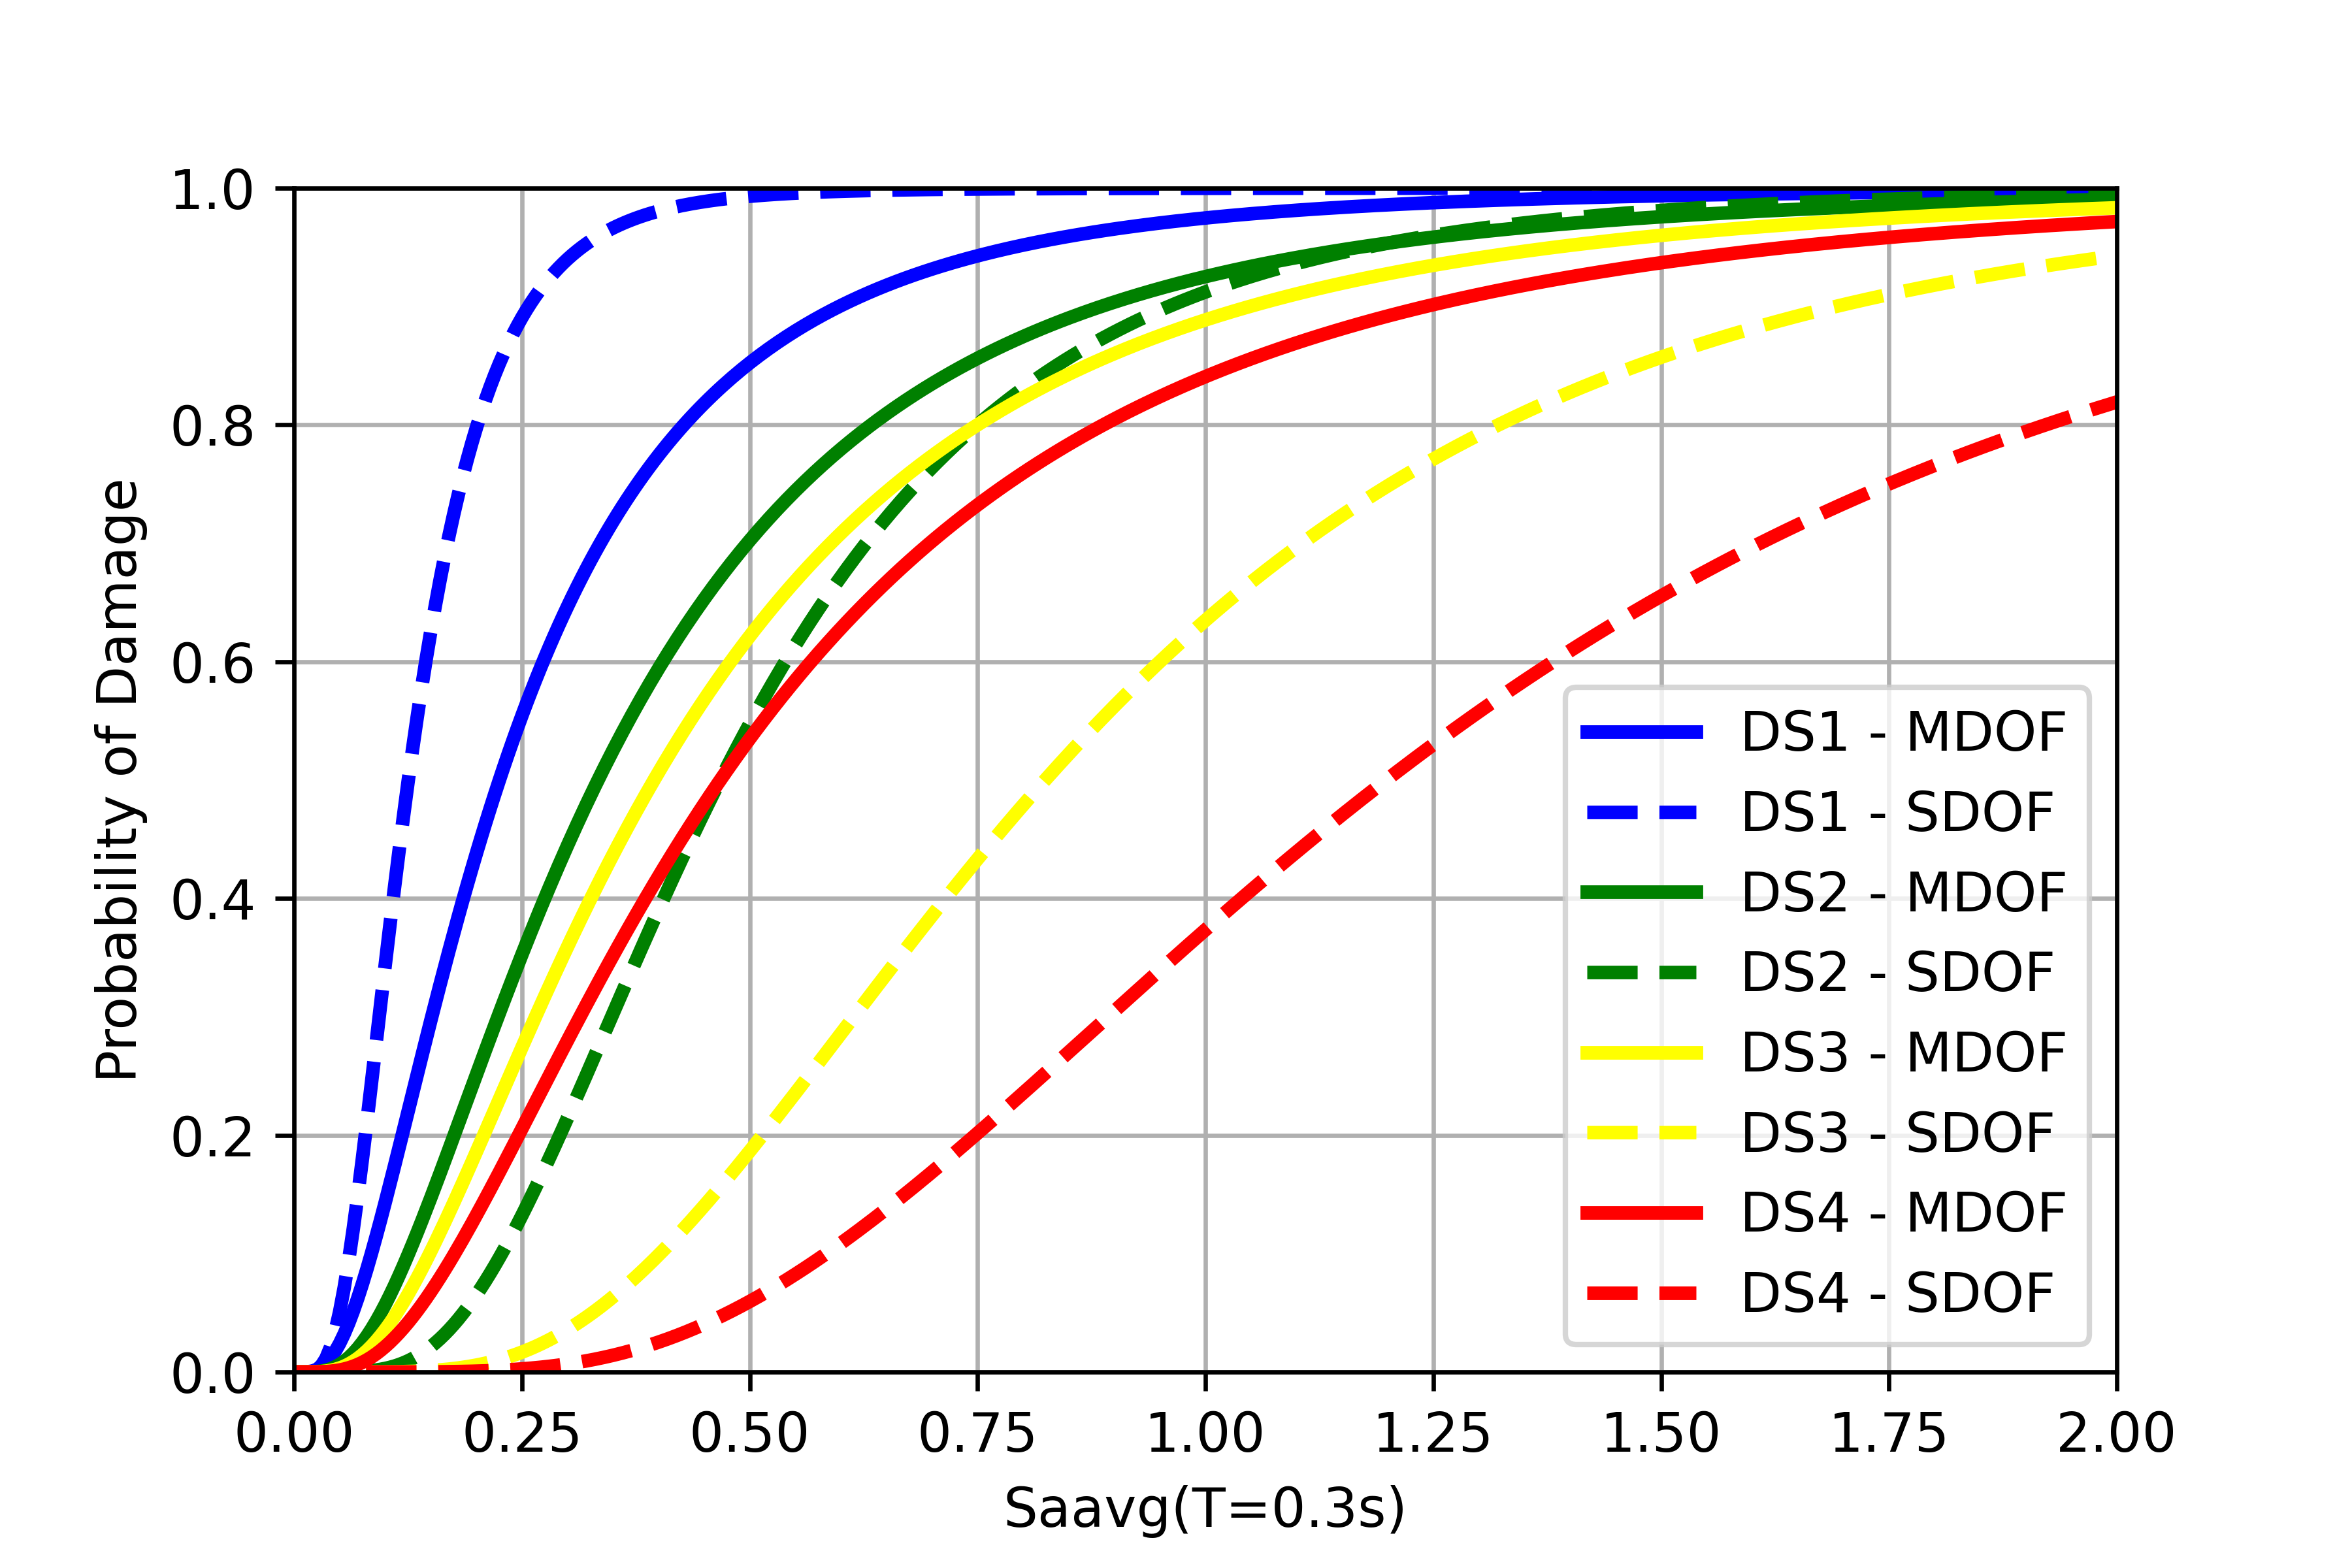 1.0
0.8
0.6
0.4
0.2
0.0
Probability of Damage
0.00 0.25 0.50 0.75 1.00 1.25 1.50 1.75 2.00
Saavg(T=0.3s)
DS1 - MDOF
DS1 - SDOF
DS2 - MDOF
DS2 - SDOF
DS3 - MDOF
DS3 - SDOF
DS4 - MDOF
DS4 - SDOF